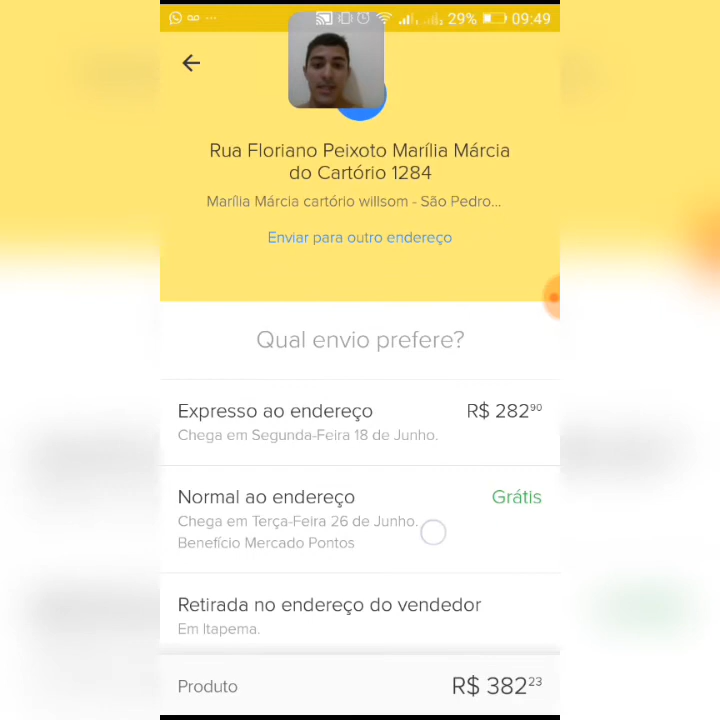 29% 09:49
Rua Floriano Peixoto Marília Márcia
do Cartório 1284
Marília Márcia cartório willsom - São Pedro...
Enviar para outro endereço
Qual envio prefere?
Expresso ao endereço R$ 282⁹⁰
Chega em Segunda-Feira 18 de Junho.
Normal ao endereço Grátis
Chega em Terça-Feira 26 de Junho.
Benefício Mercado Pontos
Retirada no endereço do vendedor
Em Itapema.
Produto R$ 382²³